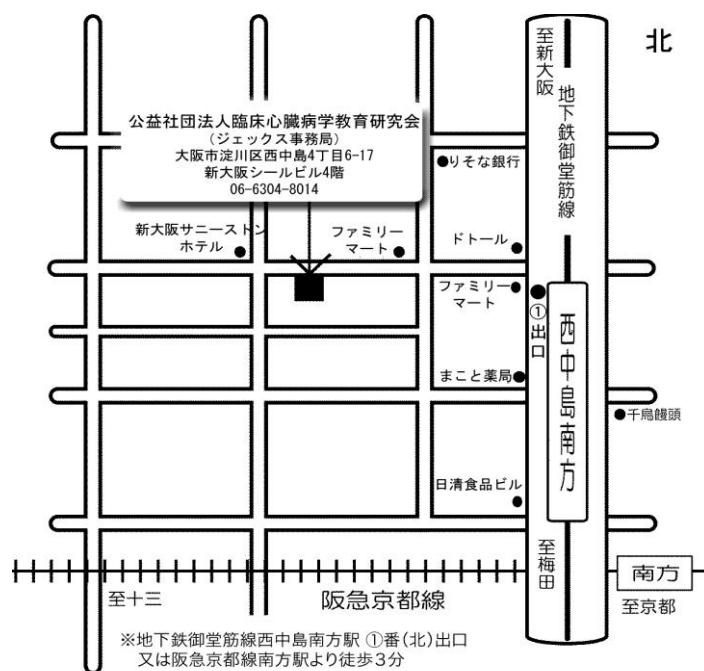 北
至新大阪
地下鉄御堂筋線
公益社団法人臨床心臓病学教育研究会
(ジェックス事務局)
大阪市淀川区西中島4丁目6-17
新大阪シールビル4階
06-6304-8014
りそな銀行
新大阪サニーストン
ホテル
ファミリー
マート
ドトール
ファミリー
マート
①出口
西中島南方
まこと薬局
千鳥饅頭
日清食品ビル
至梅田
南方
至十三
阪急京都線
至京都
※地下鉄御堂筋線西中島南方駅 ①番(北)出口
又は阪急京都線南方駅より徒歩3分